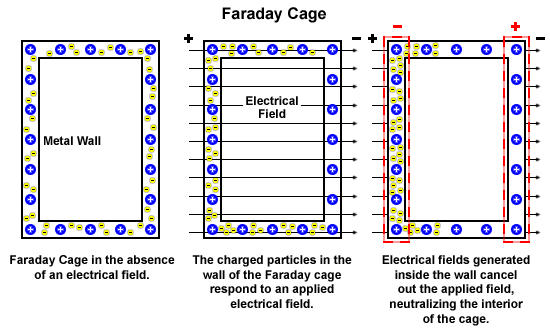 Faraday Cage
Metal Wall
Electrical
Field
+ -
+ -
- +
Faraday Cage in the absence
of an electrical field.
The charged particles in the
wall of the Faraday cage
respond to an applied
electrical field.
Electrical fields generated
inside the wall cancel
out the applied field,
neutralizing the interior
of the cage.